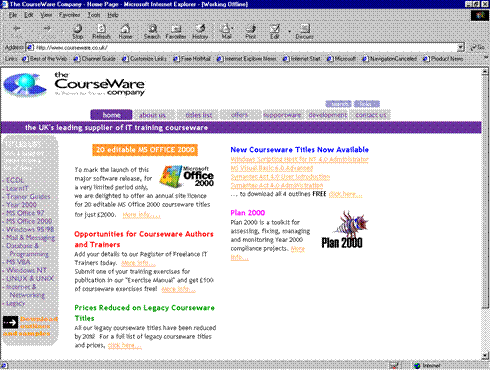 The CourseWare Company - Home Page - Microsoft Internet Explorer - [Working Offline]
File Edit View Favorites Tools Help
Stop Refresh Home Search Favorites History Mail Print Edit Discuss
Address http://www.courseware.co.uk/ Go
Links Best of the Web Channel Guide Customize Links Free HotMail Internet Explorer News Internet Start Microsoft NavigationCanceled Product News
the
CourseWare
company
search links
home about us titles list offers supportware development contact us
the UK's leading supplier of IT training courseware
TITLES LIST
- ECDL
- LearnIT
- Trainer Guides
- Year 2000
- MS Office 97
- MS Office 2000
- Windows 95/98
- Mail & Messaging
- Database &
Programming
- MS VBA
- Windows NT
- UNIX & UNIX
- Internet &
Networking
- Legacy
20 editable MS OFFICE 2000
To mark the launch of this
major software release, for
a very limited period only,
we are delighted to offer an annual site licence
for 20 editable MS Office 2000 courseware titles
for just £2000. More Info...
Microsoft
Office
2000
Opportunities for Courseware Authors
and Trainers
Add your details to our Register of Freelance IT
Trainers today. More Info...
Submit one of your training exercises for
publication in our "Exercise Manual" and get £100
of courseware exercises free! More Info...
Prices Reduced on Legacy Courseware
Titles
All our legacy courseware titles have been reduced
by 20%! For a full list of legacy courseware titles
and prices, click here...
New Courseware Titles Now Available
Windows Scripting Host for NT 4.0 Administrators
MS Visual Basic 6.0 Advanced
Symantec Act 4.0 Short Introduction
Symantec Act 4.0 Administration
... to download all 4 outlines FREE click here...
Plan 2000
Plan 2000 is a toolkit for
assessing, fixing, managing
and monitoring Year 2000
compliance projects. More
Info...
Plan 2000
Internet